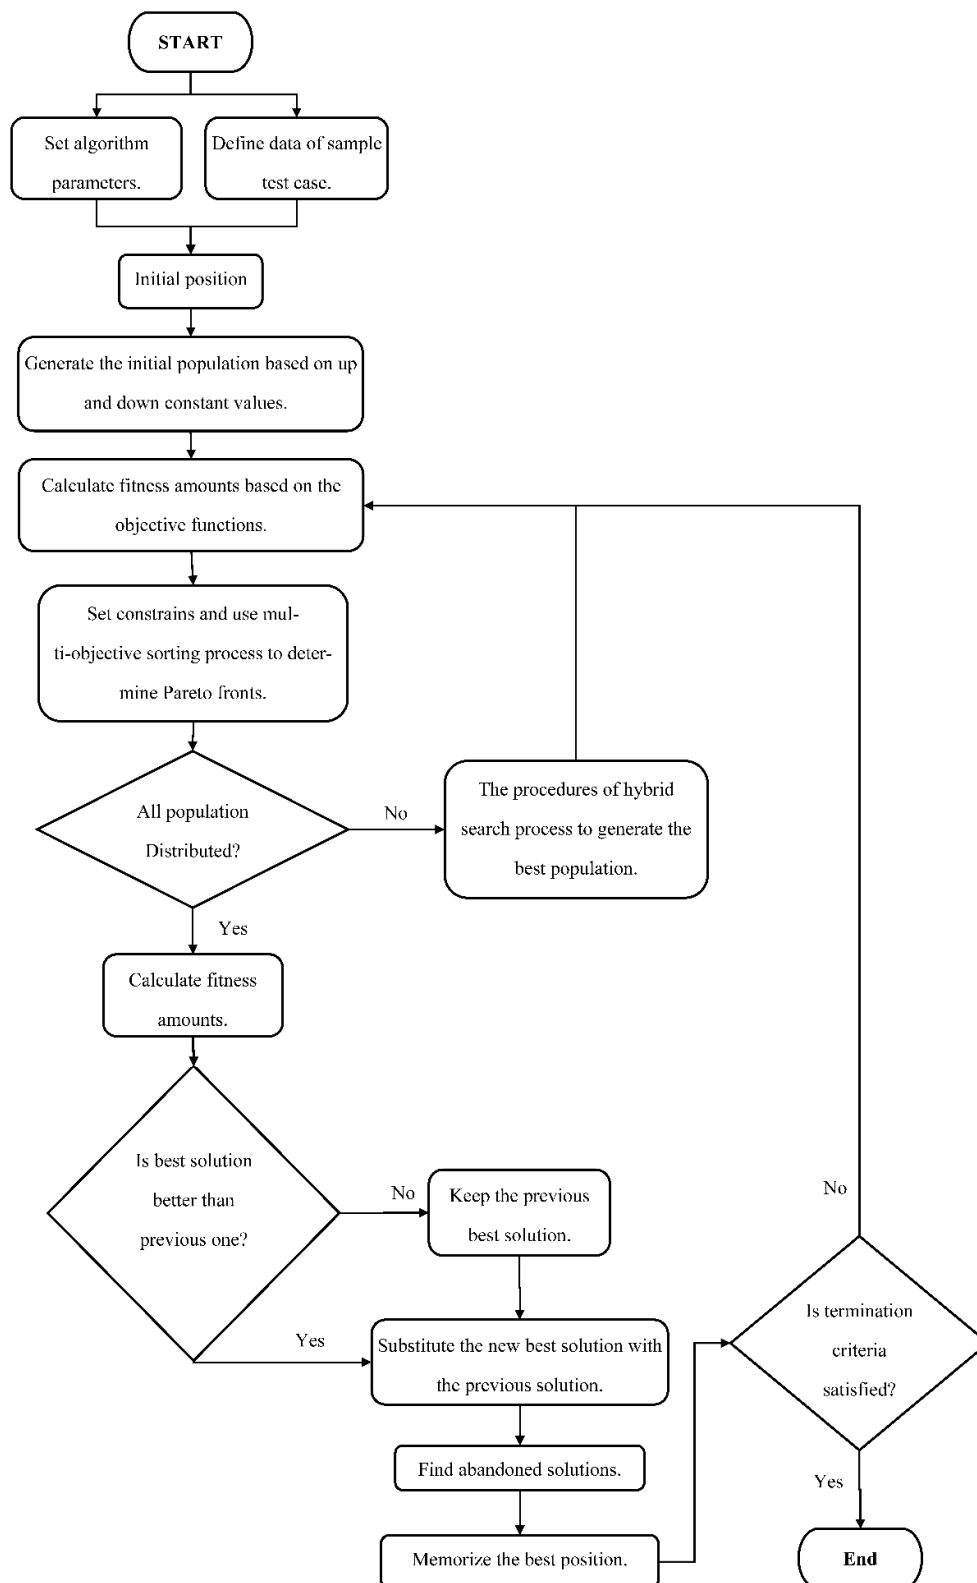 START
Set algorithm
parameters.
Define data of sample
test case.
Initial position
Generate the initial population based on up
and down constant values.
Calculate fitness amounts based on the
objective functions.
Set constrains and use mul-
ti-objective sorting process to deter-
mine Pareto fronts.
All population
Distributed?
No
The procedures of hybrid
search process to generate the
best population.
Yes
Calculate fitness
amounts.
Is best solution
better than
previous one?
No
Keep the previous
best solution.
Yes
Substitute the new best solution with
the previous solution.
Find abandoned solutions.
Memorize the best position.
Is termination
criteria
satisfied?
No
Yes
End